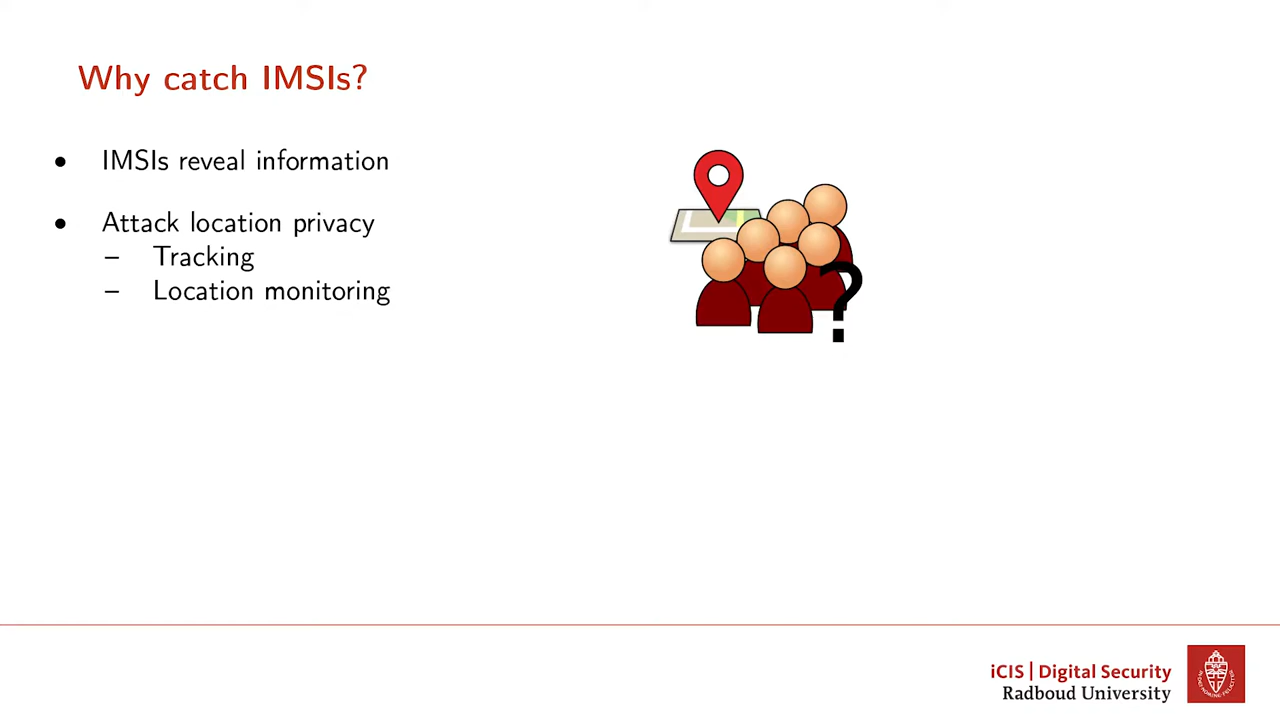 Why catch IMSIs?
• IMSIs reveal information
• Attack location privacy
– Tracking
– Location monitoring
?
iCIS | Digital Security
Radboud University